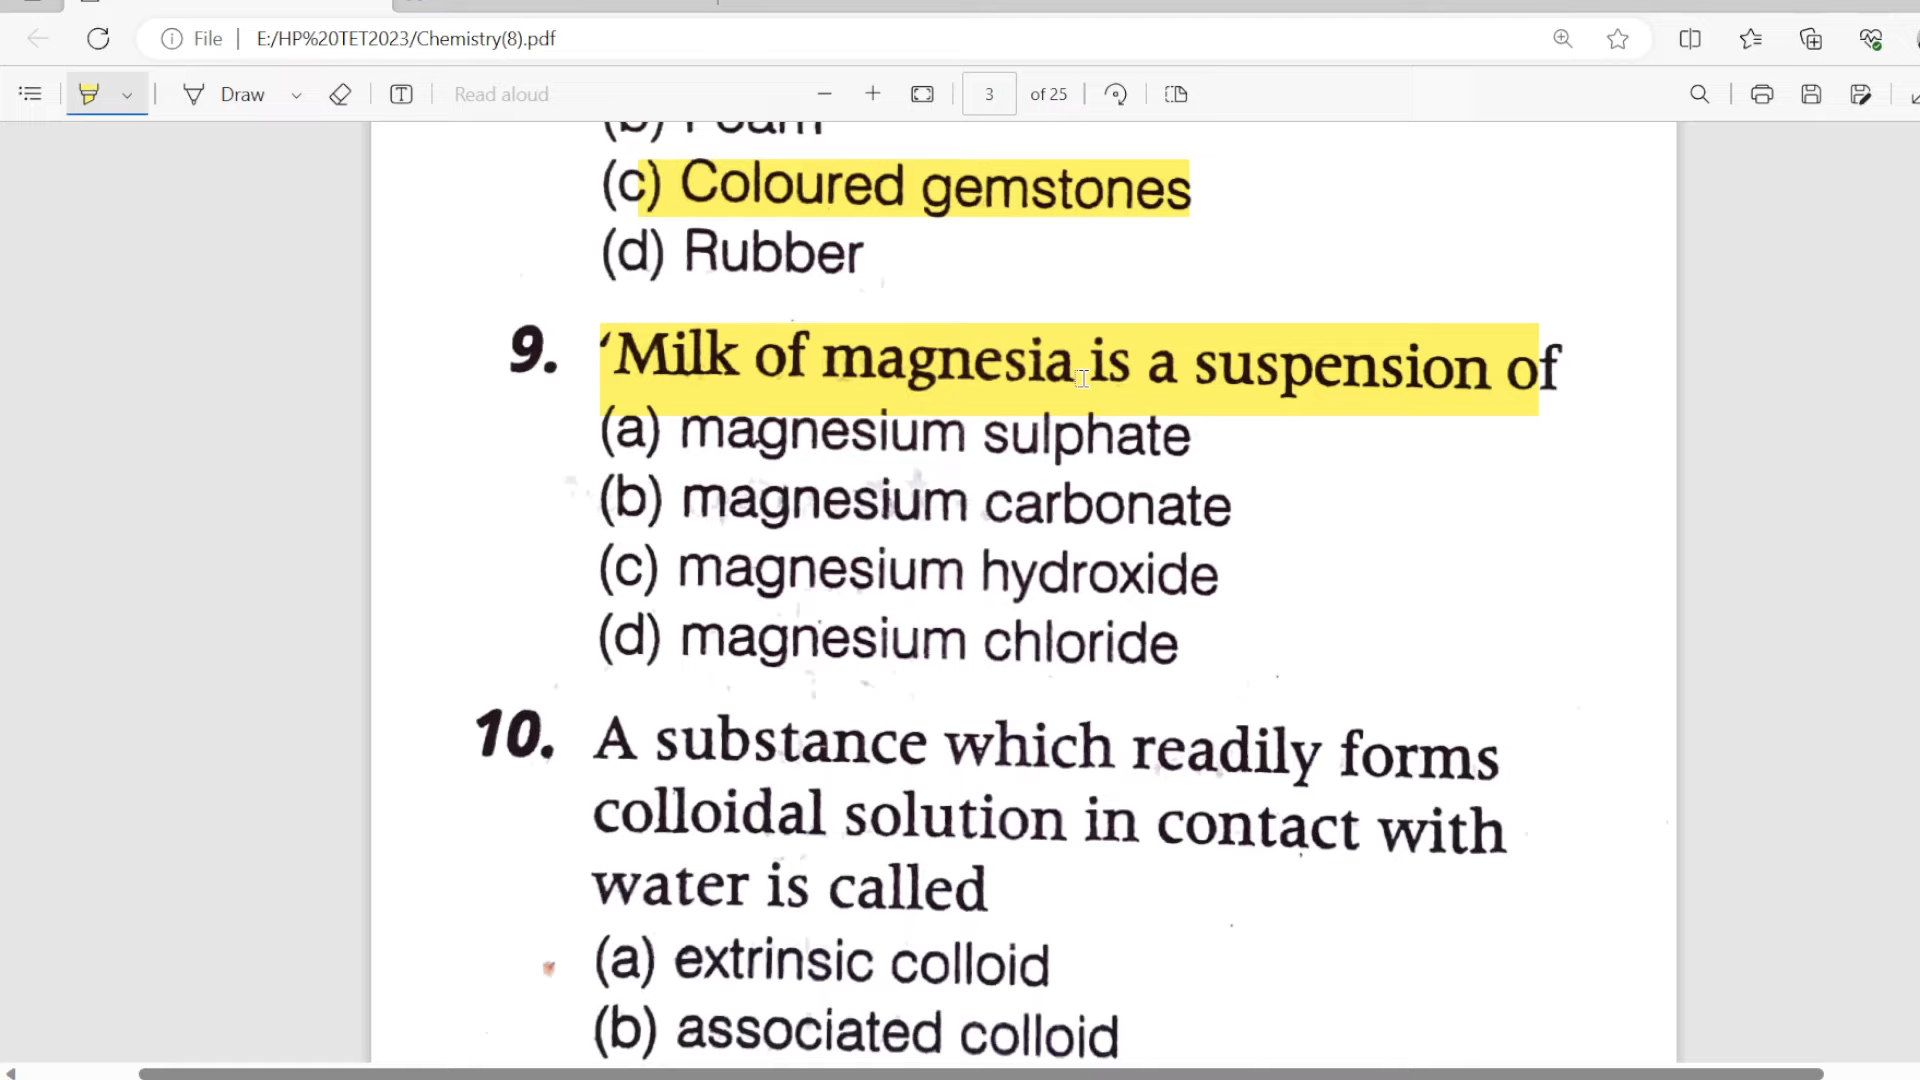 File
E:/HP%20TET2023/Chemistry(8).pdf
Draw
Read aloud
3
of 25
(b) Foam
(c) Coloured gemstones
(d) Rubber
9. ‘Milk of magnesia is a suspension of
(a) magnesium sulphate
(b) magnesium carbonate
(c) magnesium hydroxide
(d) magnesium chloride
10. A substance which readily forms
colloidal solution in contact with
water is called
(a) extrinsic colloid
(b) associated colloid